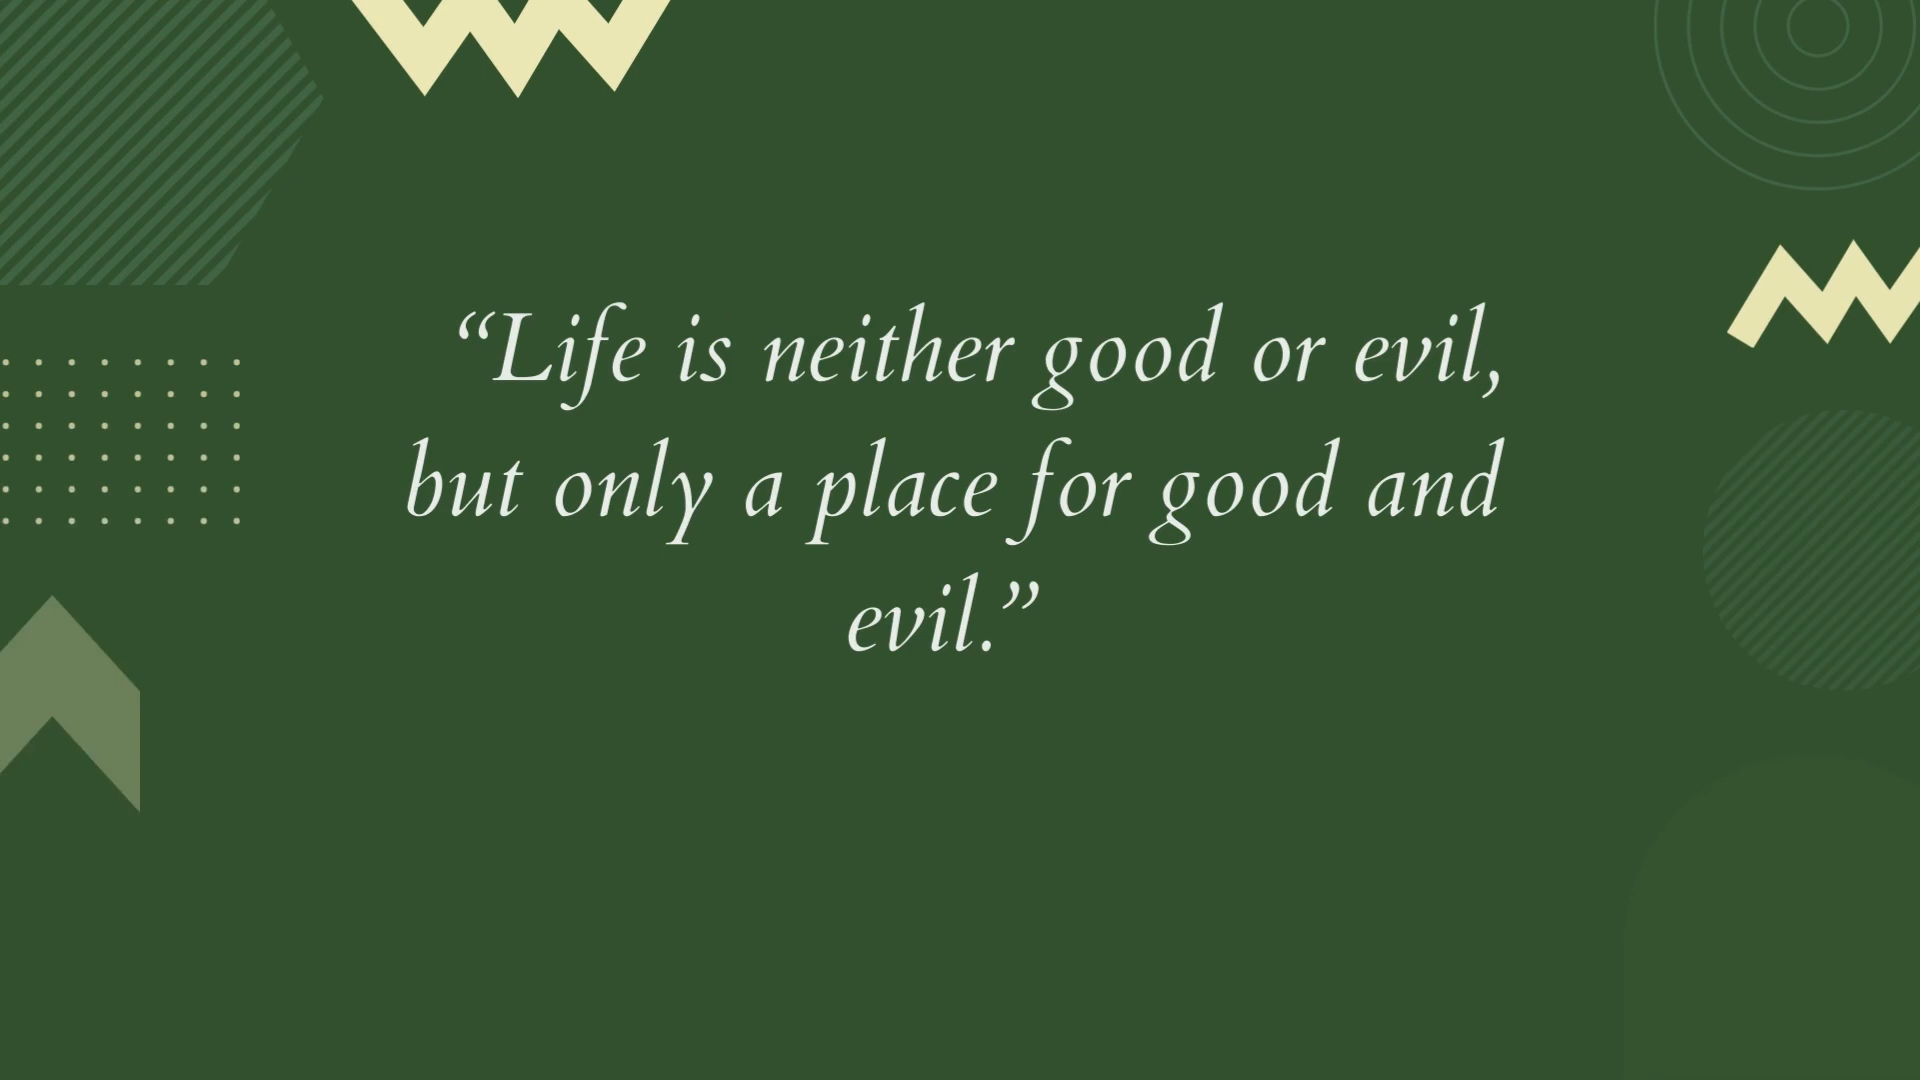 “Life is neither good or evil,
but only a place for good and
evil.”